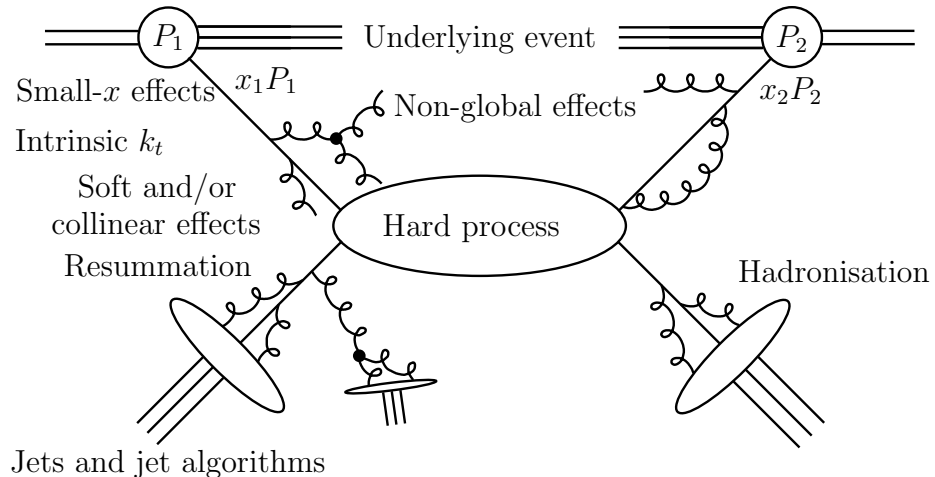 P₁ Underlying event P₂
Small-x effects x₁P₁ x₂P₂
Non-global effects
Intrinsic kₜ
Soft and/or
collinear effects
Hard process
Resummation
Hadronisation
Jets and jet algorithms